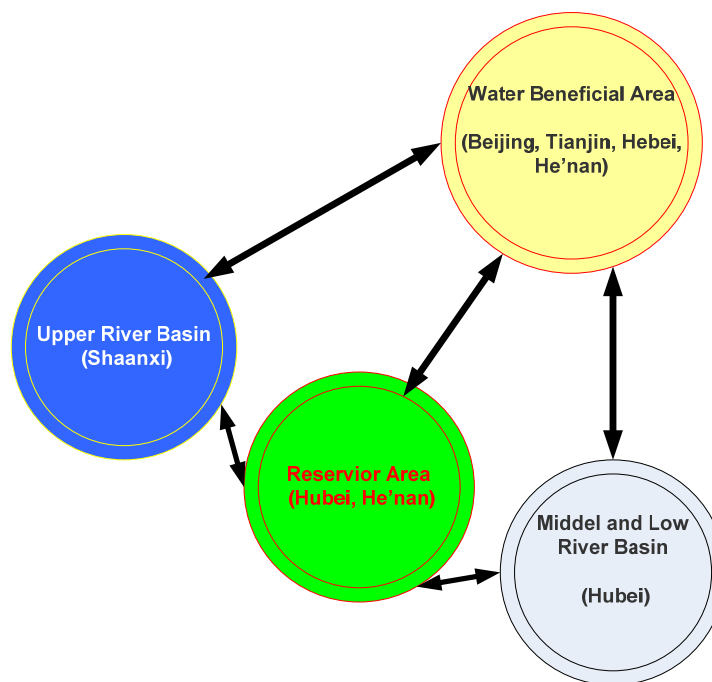 Water Beneficial Area
(Beijing, Tianjin, Hebei,
He’nan)
Upper River Basin
(Shaanxi)
Reservior Area
(Hubei, He’nan)
Middel and Low
River Basin
(Hubei)